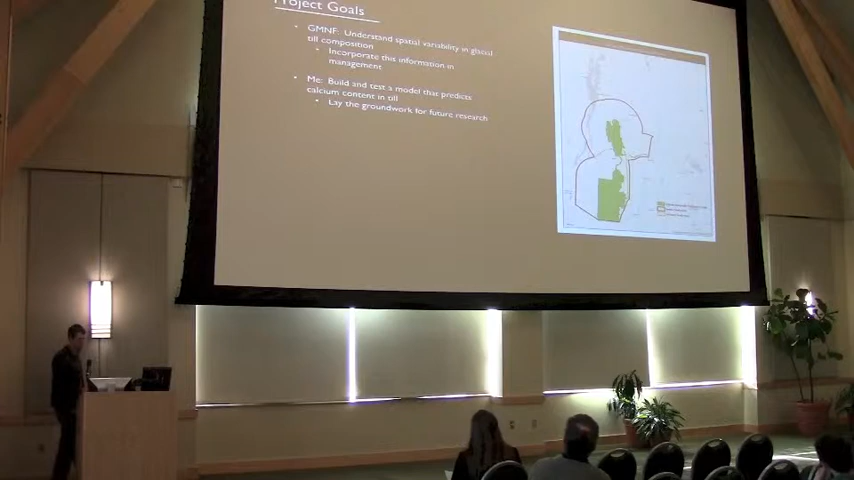 Project Goals
• GMNF: Understand spatial variability in glacial
till composition
• Incorporate this information in
management
• Me: Build and test a model that predicts
calcium content in till
• Lay the groundwork for future research